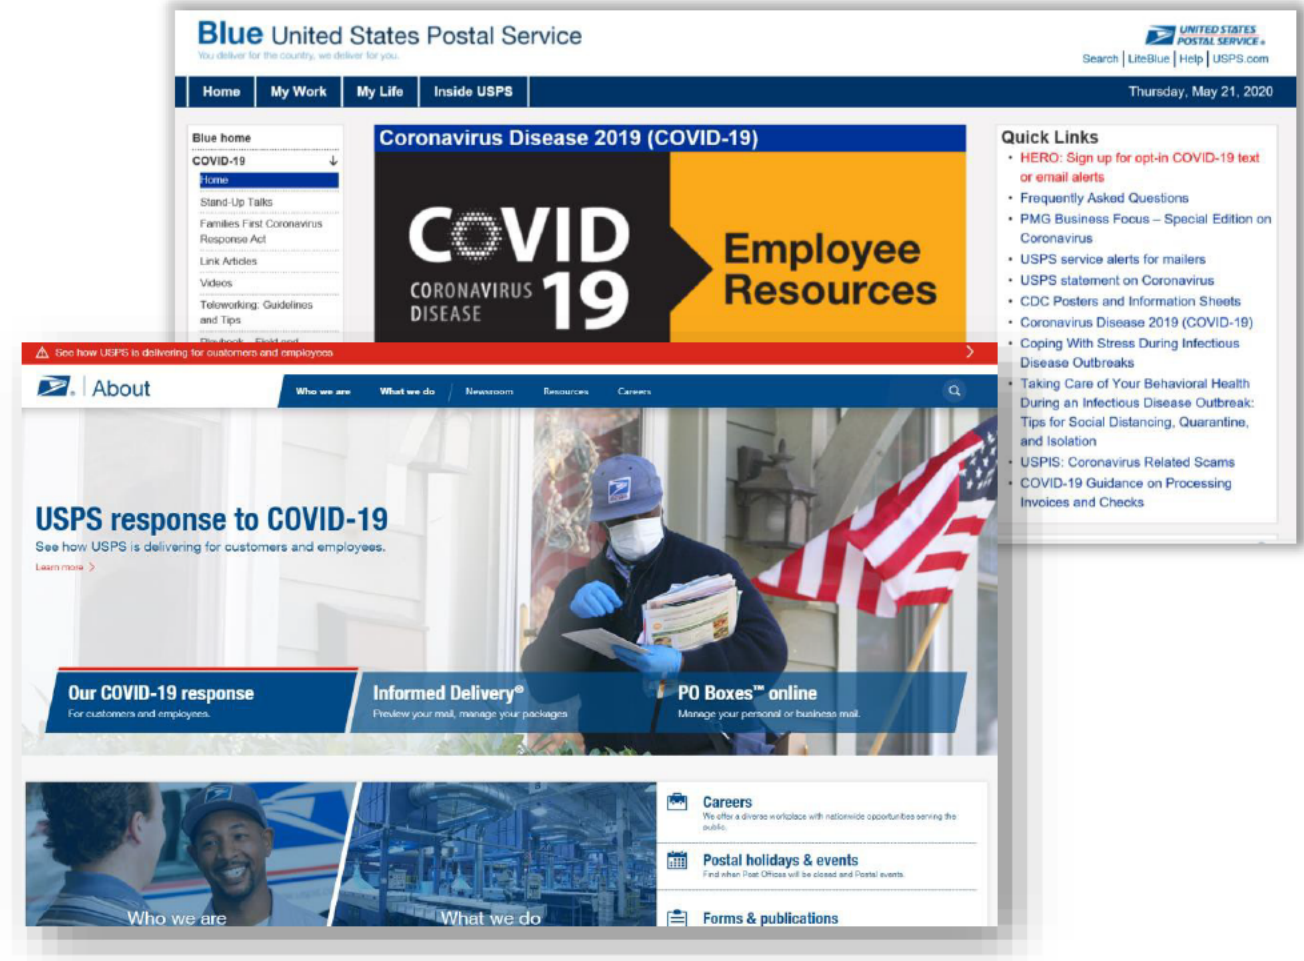 Blue United States Postal Service
You deliver for the country, we deliver for you.
UNITED STATES
POSTAL SERVICE®
Search | LiteBlue | Help | USPS.com
Home
My Work
My Life
Inside USPS
Thursday, May 21, 2020
Blue home
COVID-19
Home
Stand-Up Talks
Families First Coronavirus
Response Act
Link Articles
Videos
Teleworking: Guidelines
and Tips
Coronavirus Disease 2019 (COVID-19)
COVID
CORONAVIRUS
DISEASE
19
Employee
Resources
Quick Links
• HERO: Sign up for opt-in COVID-19 text
or email alerts
• Frequently Asked Questions
• PMG Business Focus – Special Edition on
Coronavirus
• USPS service alerts for mailers
• USPS statement on Coronavirus
• CDC Posters and Information Sheets
• Coronavirus Disease 2019 (COVID-19)
• Coping With Stress During Infectious
Disease Outbreaks
• Taking Care of Your Behavioral Health
During an Infectious Disease Outbreak:
Tips for Social Distancing, Quarantine,
and Isolation
• USPIS: Coronavirus Related Scams
• COVID-19 Guidance on Processing
Invoices and Checks
See how USPS is delivering for customers and employees
About
Who we are
What we do
Newsroom
Resources
Careers
USPS response to COVID-19
See how USPS is delivering for customers and employees.
Learn more
Our COVID-19 response
For customers and employees.
Informed Delivery®
Preview your mail, manage your packages
PO Boxes™ online
Manage your personal or business mail.
Who we are
What we do
Careers
We offer a diverse workplace with nationwide opportunities serving the
public.
Postal holidays & events
Find when Post Offices will be closed and Postal events.
Forms & publications